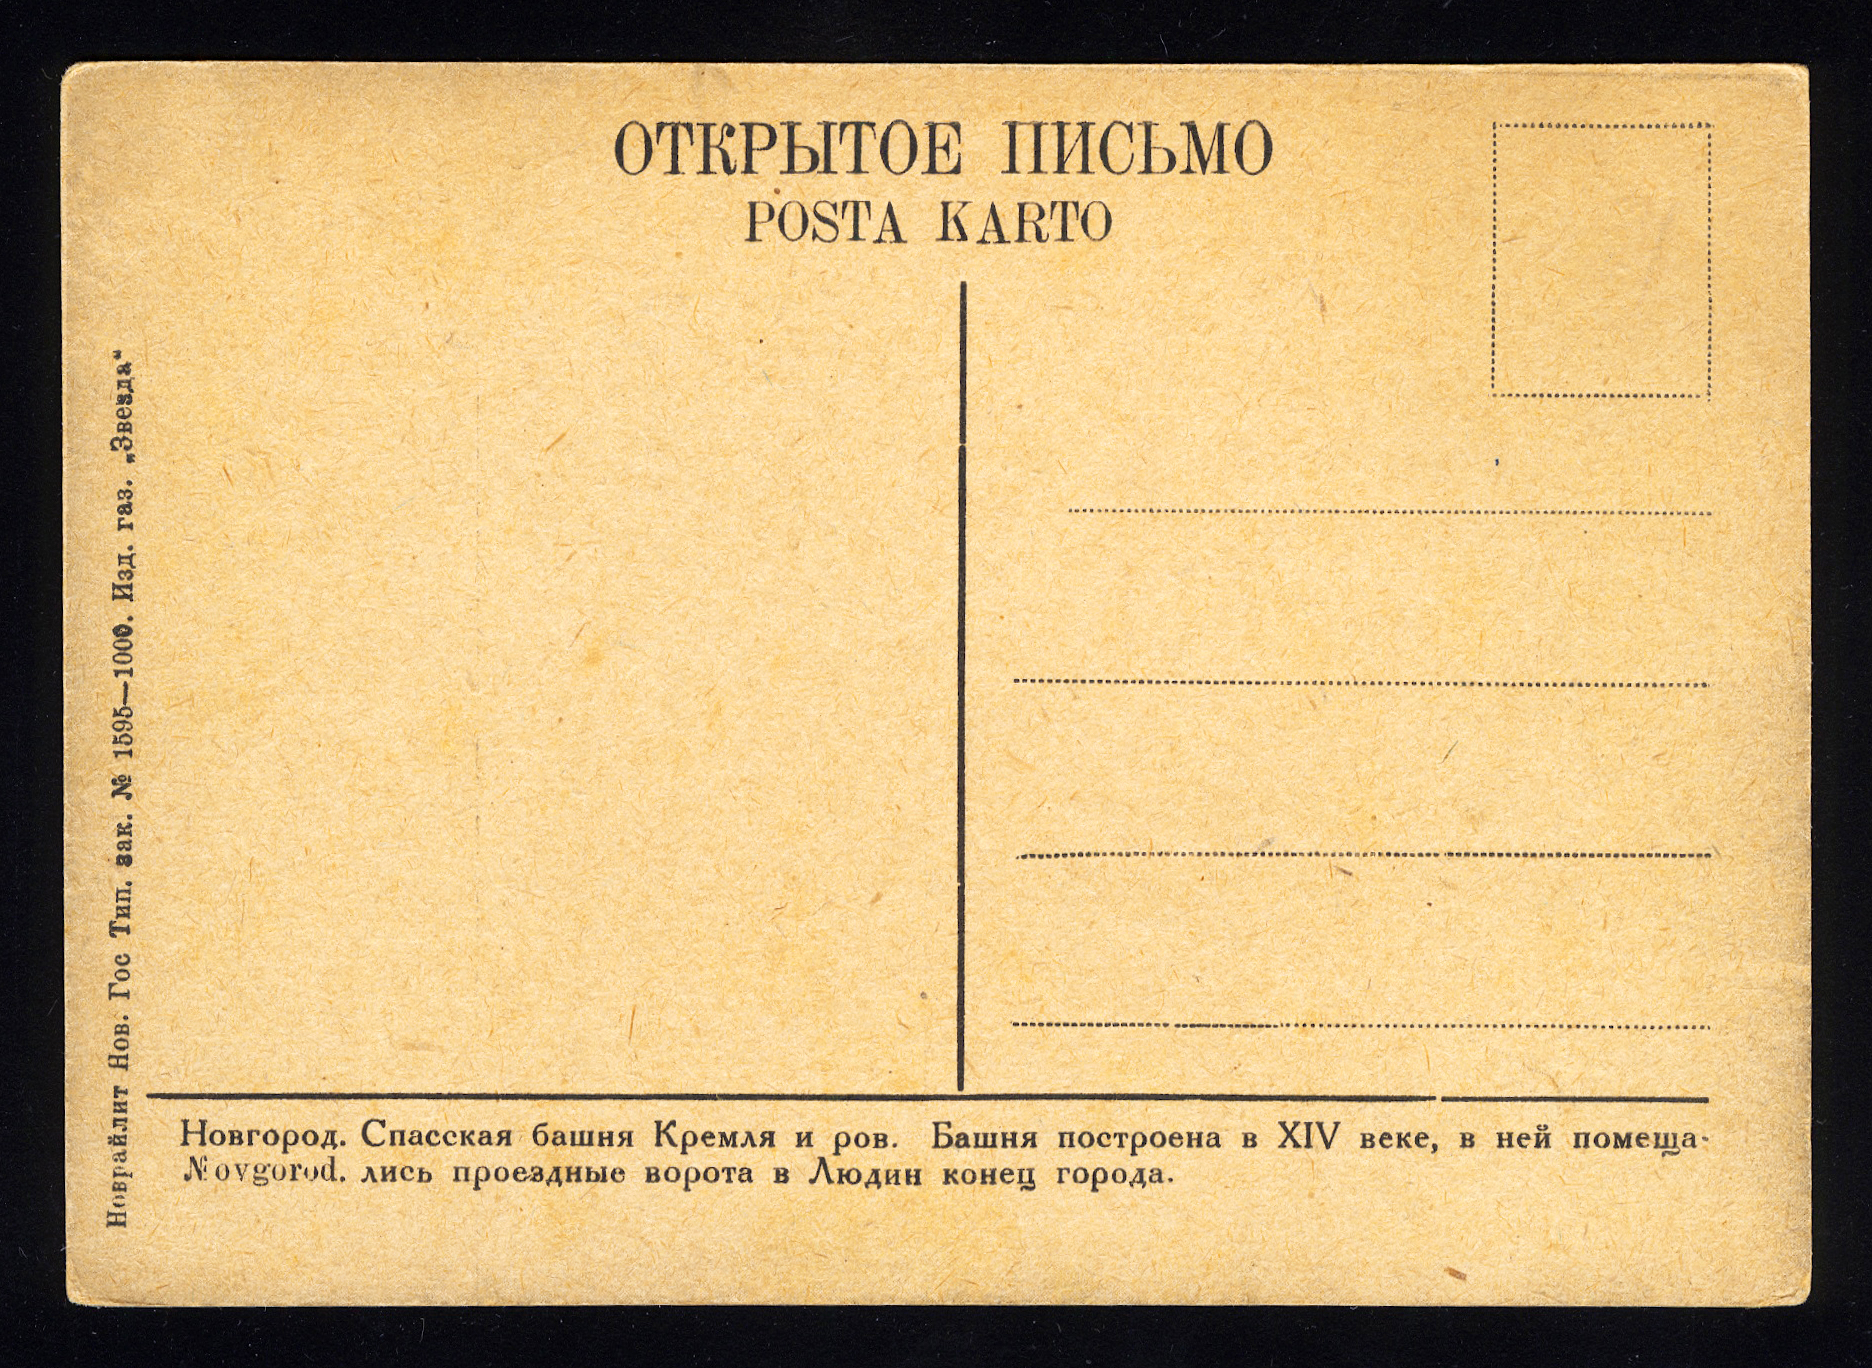 ОТКРЫТОЕ ПИСЬМО
POSTA KARTO
Новрайлит Нов. Гос Тип. зак. № 1595—1000. Изд. газ. „Звезда“
Новгород. Спасская башня Кремля и ров. Башня построена в XIV веке, в ней помеща-
Novgorod. лись проездные ворота в Людин конец города.